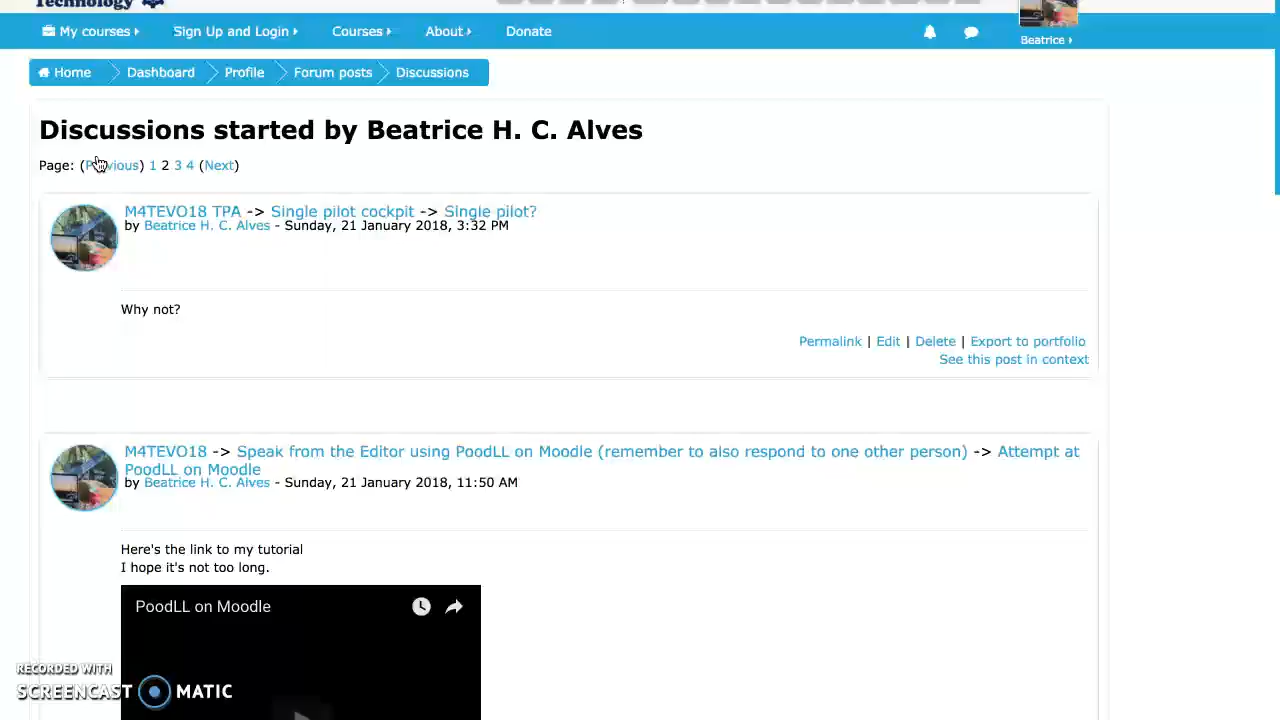 Technology
My courses Sign Up and Login Courses About Donate
Beatrice
Home Dashboard Profile Forum posts Discussions
Discussions started by Beatrice H. C. Alves
Page: (Previous) 1 2 3 4 (Next)
M4TEVO18 TPA -> Single pilot cockpit -> Single pilot?
by Beatrice H. C. Alves - Sunday, 21 January 2018, 3:32 PM
Why not?
Permalink | Edit | Delete | Export to portfolio
See this post in context
M4TEVO18 -> Speak from the Editor using PoodLL on Moodle (remember to also respond to one other person) -> Attempt at
PoodLL on Moodle
by Beatrice H. C. Alves - Sunday, 21 January 2018, 11:50 AM
Here's the link to my tutorial
I hope it's not too long.
PoodLL on Moodle
RECORDED WITH
SCREENCAST MATIC